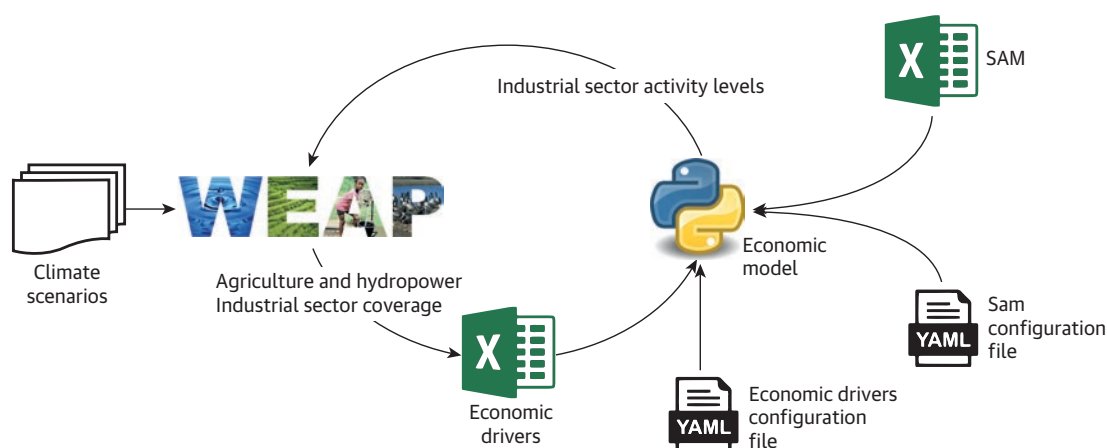 X
SAM
Industrial sector activity levels
WEAP
Climate
scenarios
Economic
model
Agriculture and hydropower
Industrial sector coverage
X
Economic
drivers
YAML
Sam
configuration
file
YAML
Economic drivers
configuration
file